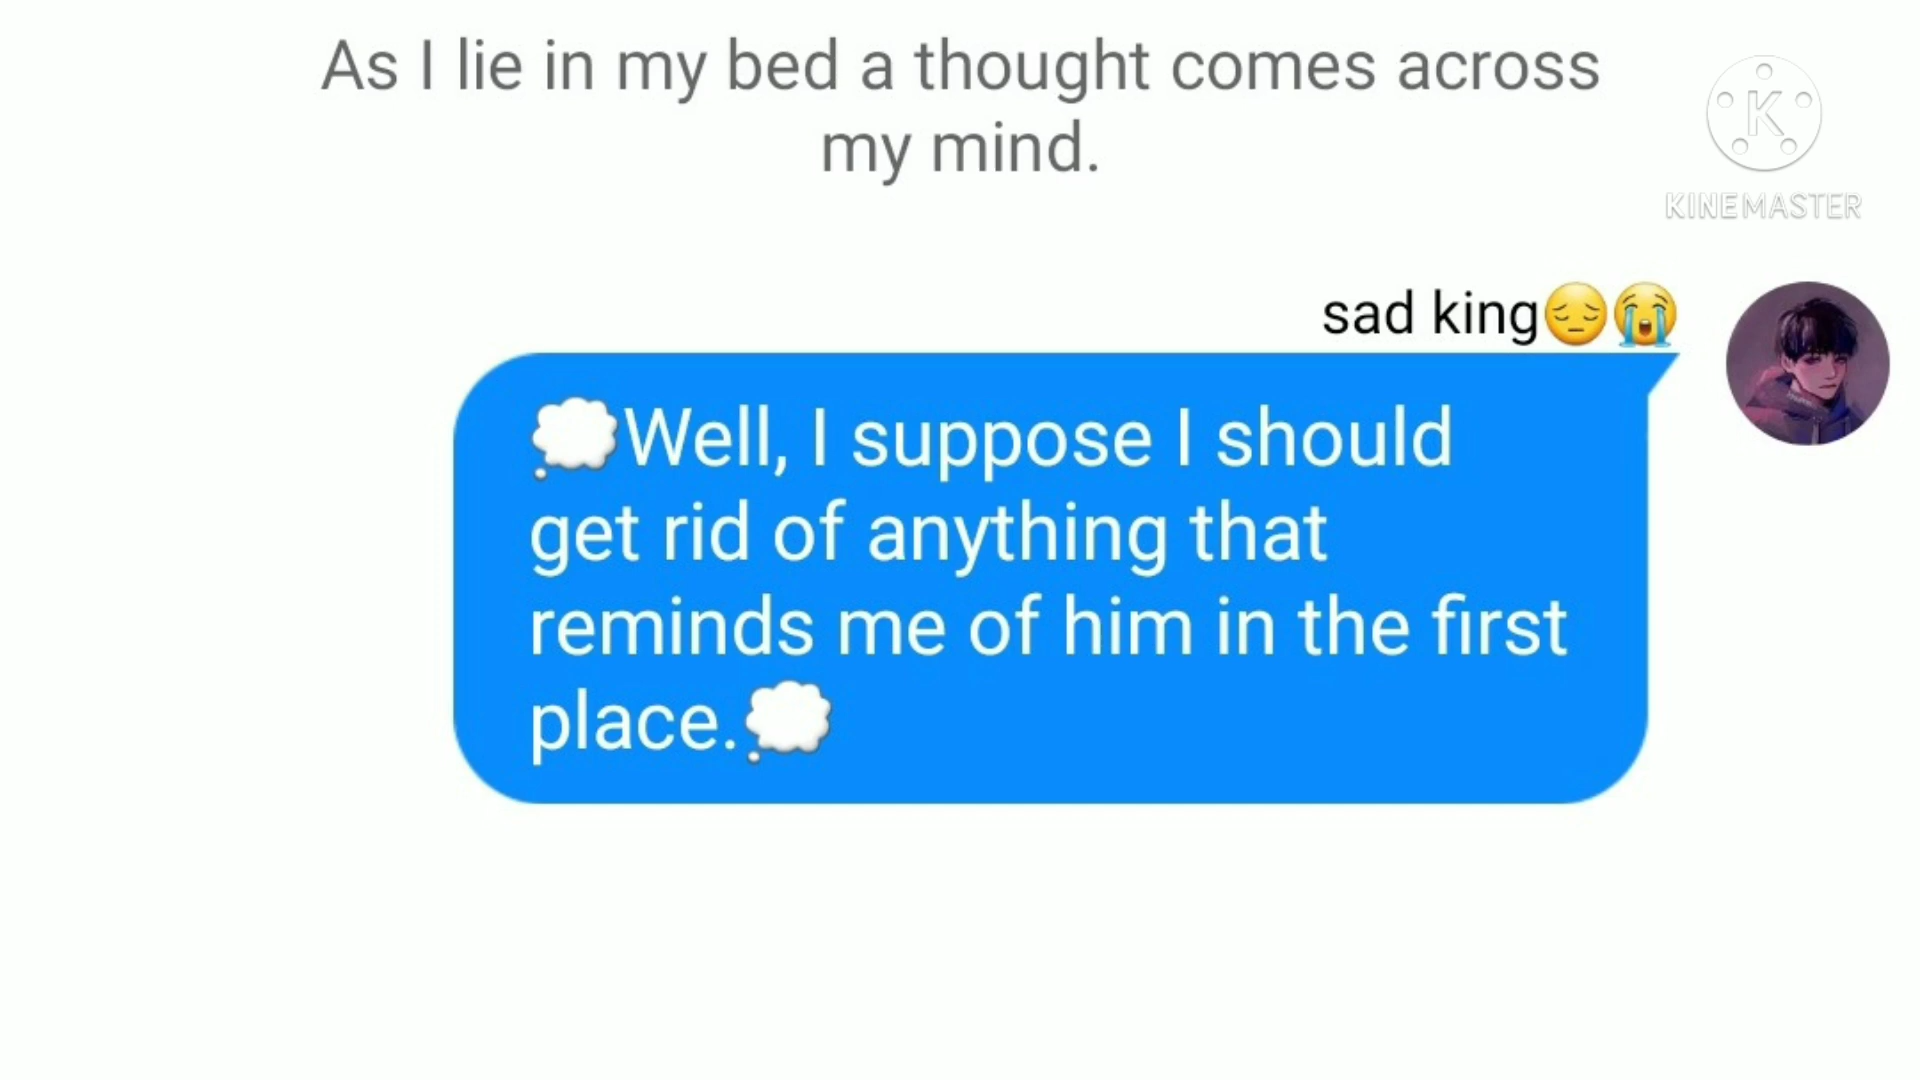 As I lie in my bed a thought comes across
my mind.
K
KINEMASTER
sad king😔😭
💭Well, I suppose I should
get rid of anything that
reminds me of him in the first
place.💭